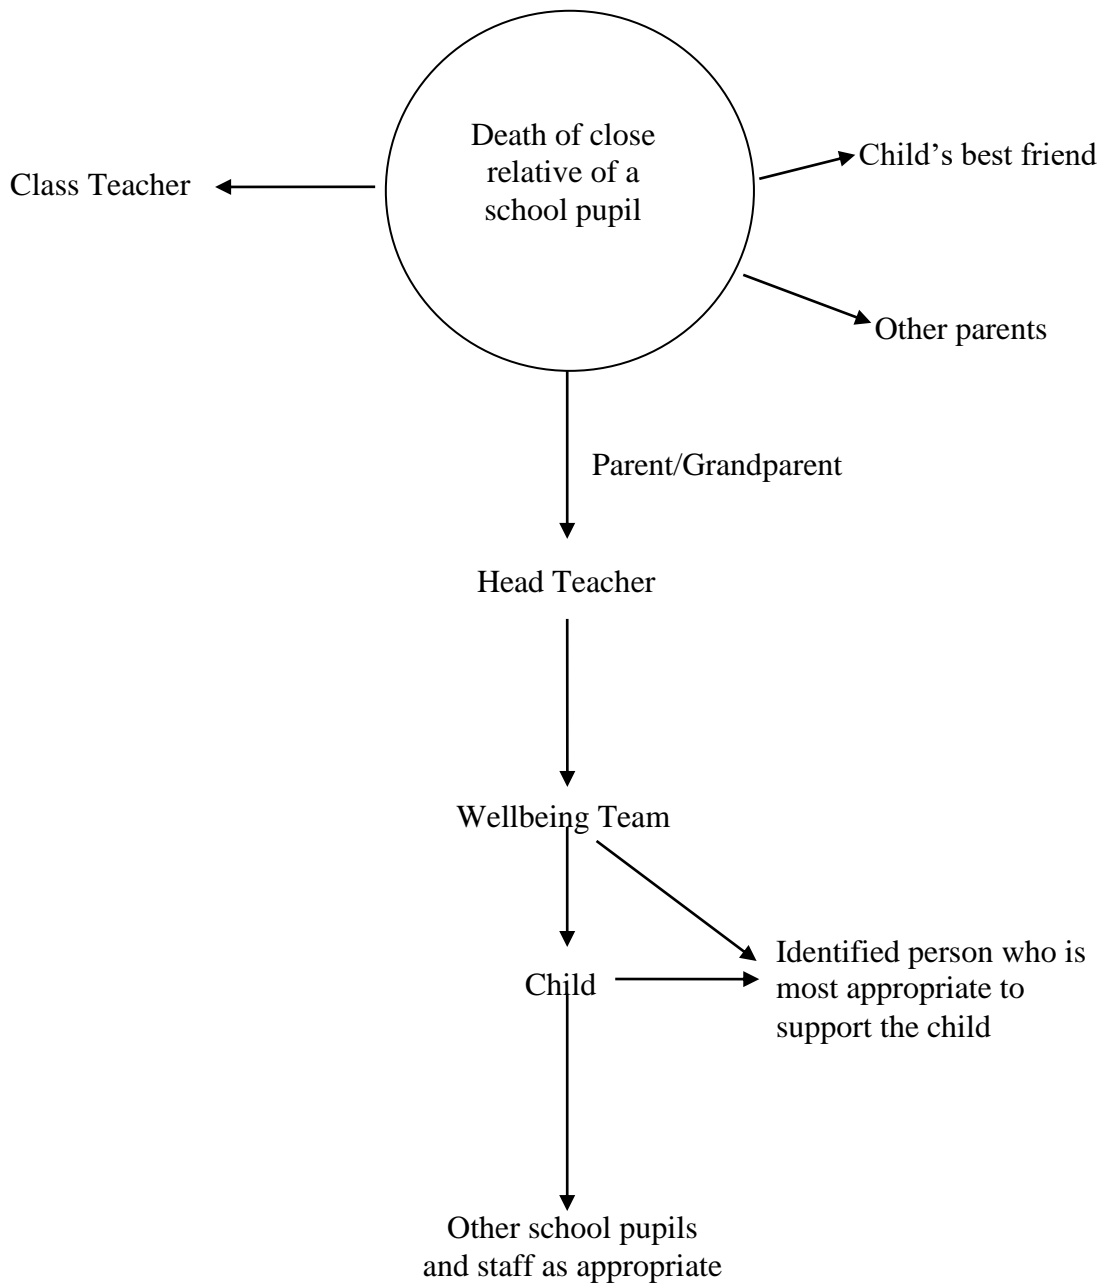 Death of close
relative of a
school pupil
Child’s best friend
Class Teacher
Other parents
Parent/Grandparent
Head Teacher
Wellbeing Team
Identified person who is
most appropriate to
support the child
Child
Other school pupils
and staff as appropriate